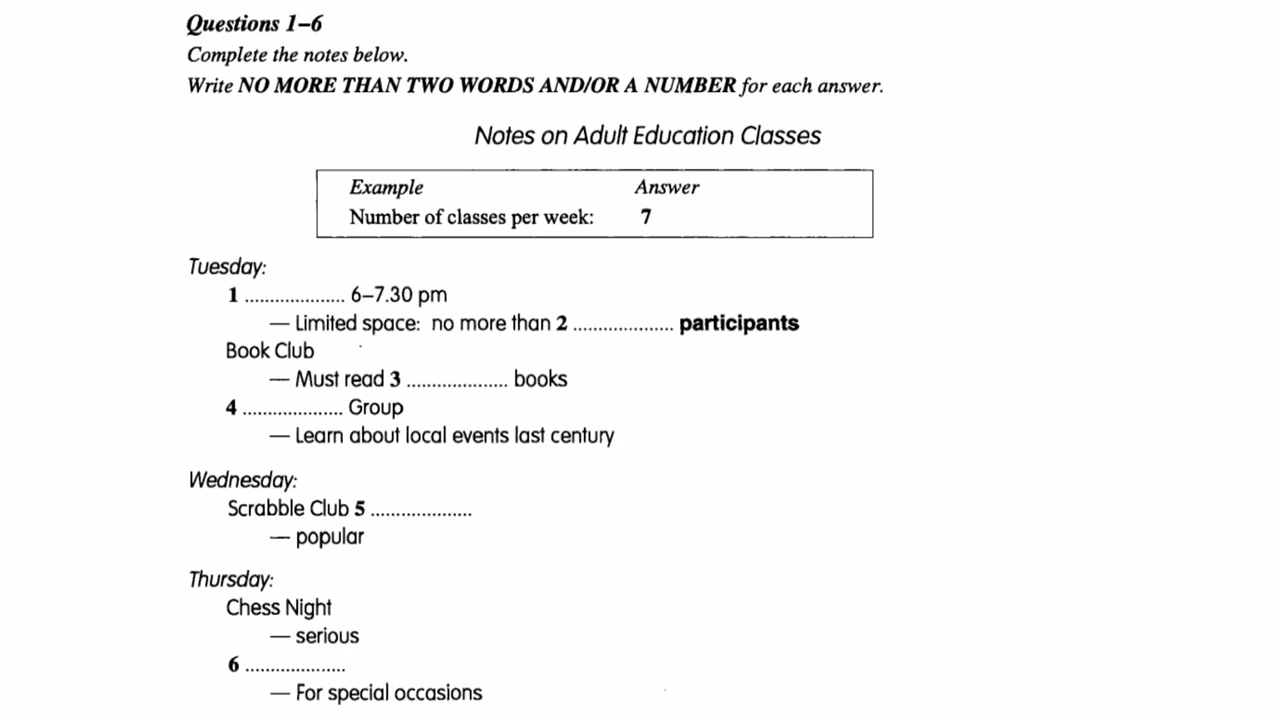 Questions 1–6
Complete the notes below.
Write NO MORE THAN TWO WORDS AND/OR A NUMBER for each answer.
Notes on Adult Education Classes
Example Answer
Number of classes per week: 7
Tuesday:
1 .................... 6–7.30 pm
— Limited space: no more than 2 .................... participants
Book Club
— Must read 3 .................... books
4 .................... Group
— Learn about local events last century
Wednesday:
Scrabble Club 5 ....................
— popular
Thursday:
Chess Night
— serious
6 ....................
— For special occasions